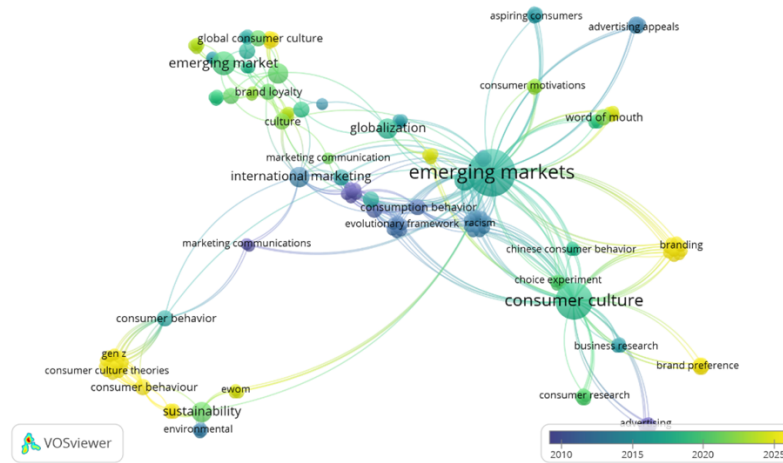 aspiring consumers
advertising appeals
global consumer culture
emerging market
consumer motivations
brand loyalty
word of mouth
culture
globalization
marketing communication
emerging markets
international marketing
consumption behavior
evolutionary framework
racism
marketing communications
chinese consumer behavior
branding
choice experiment
consumer culture
consumer behavior
business research
gen z
consumer culture theories
brand preference
consumer behaviour
ewom
consumer research
sustainability
advertising
environmental
VOSviewer
2010
2015
2020
2025